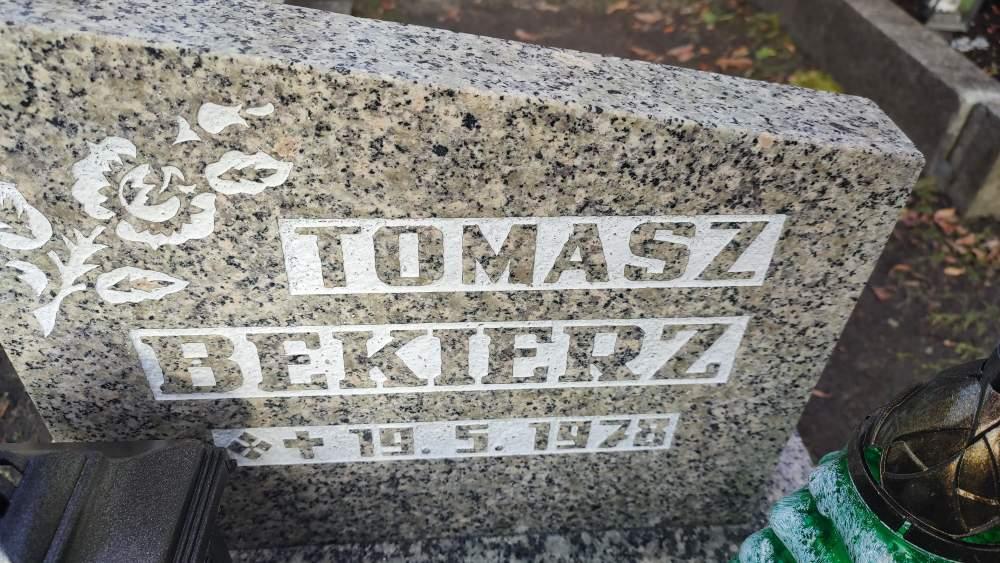 TOMASZ
BEKIERZ
✣ ✝ 19. 5. 1978